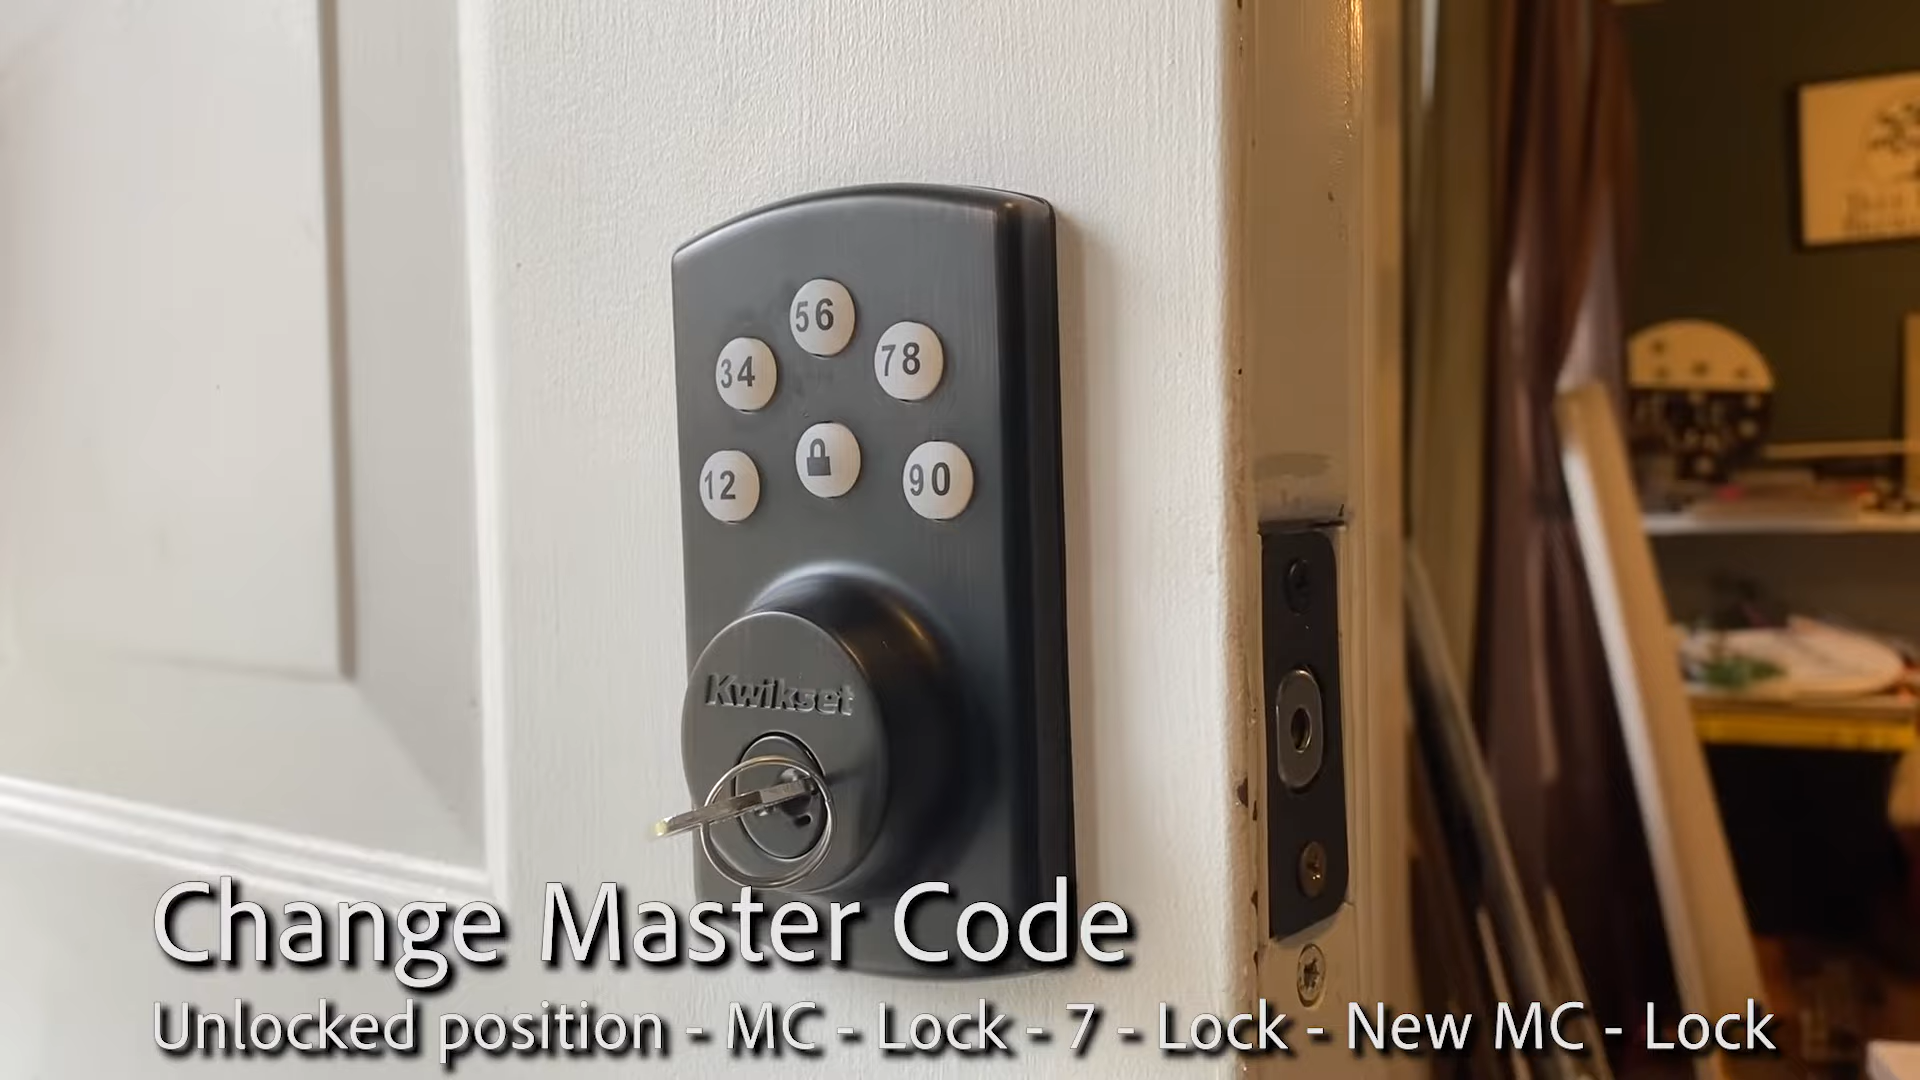 56
34
78
12
90
Kwikset
Change Master Code
Unlocked position - MC - Lock - 7 - Lock - New MC - Lock